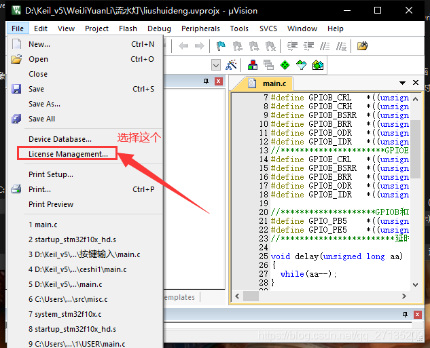 D:\Keil_v5\WeiJiYuanLi\流水灯\liushuideng.uvprojx - µVision
File Edit View Project Flash Debug Peripherals Tools SVCS Window Help
New... Ctrl+N
Open Ctrl+O
Close
Save Ctrl+S
Save As...
Save All
Device Database...
选择这个
License Management...
Print Setup...
Print... Ctrl+P
Print Preview
1 main.c
2 startup_stm32f10x_hd.s
3 D:\Keil_v5\...\按键输入\main.c
4 D:\Keil_v5\...\ceshi1\main.c
5 D:\Keil_v5\...\main.c
6 C:\Users\...\src\misc.c
7 system_stm32f10x.c
8 startup_stm32f10x_hd.s
9 C:\Users\...\1\USER\main.c
emplates
main.c
7 #define GPIOB_CRL *((unsign
8 #define GPIOB_CRH *((unsign
9 #define GPIOB_BSRR *((unsign
10 #define GPIOB_BRR *((unsign
11 #define GPIOB_ODR *((unsign
12 #define GPIOB_IDR *((unsign
13 //************************GPIOE
14 #define GPIOE_CRL *((unsign
15 #define GPIOE_CRH *((unsign
16 #define GPIOE_BSRR *((unsign
17 #define GPIOE_BRR *((unsign
18 #define GPIOE_ODR *((unsign
19 #define GPIOE_IDR *((unsign
20
21 //**********************GPIOB和
22 #define GPIO_PB5 *((unsign
23 #define GPIO_PE5 *((unsign
24 //**************************延时
25
26 void delay(unsigned long aa)
27 {
28 while(aa--);
29 }